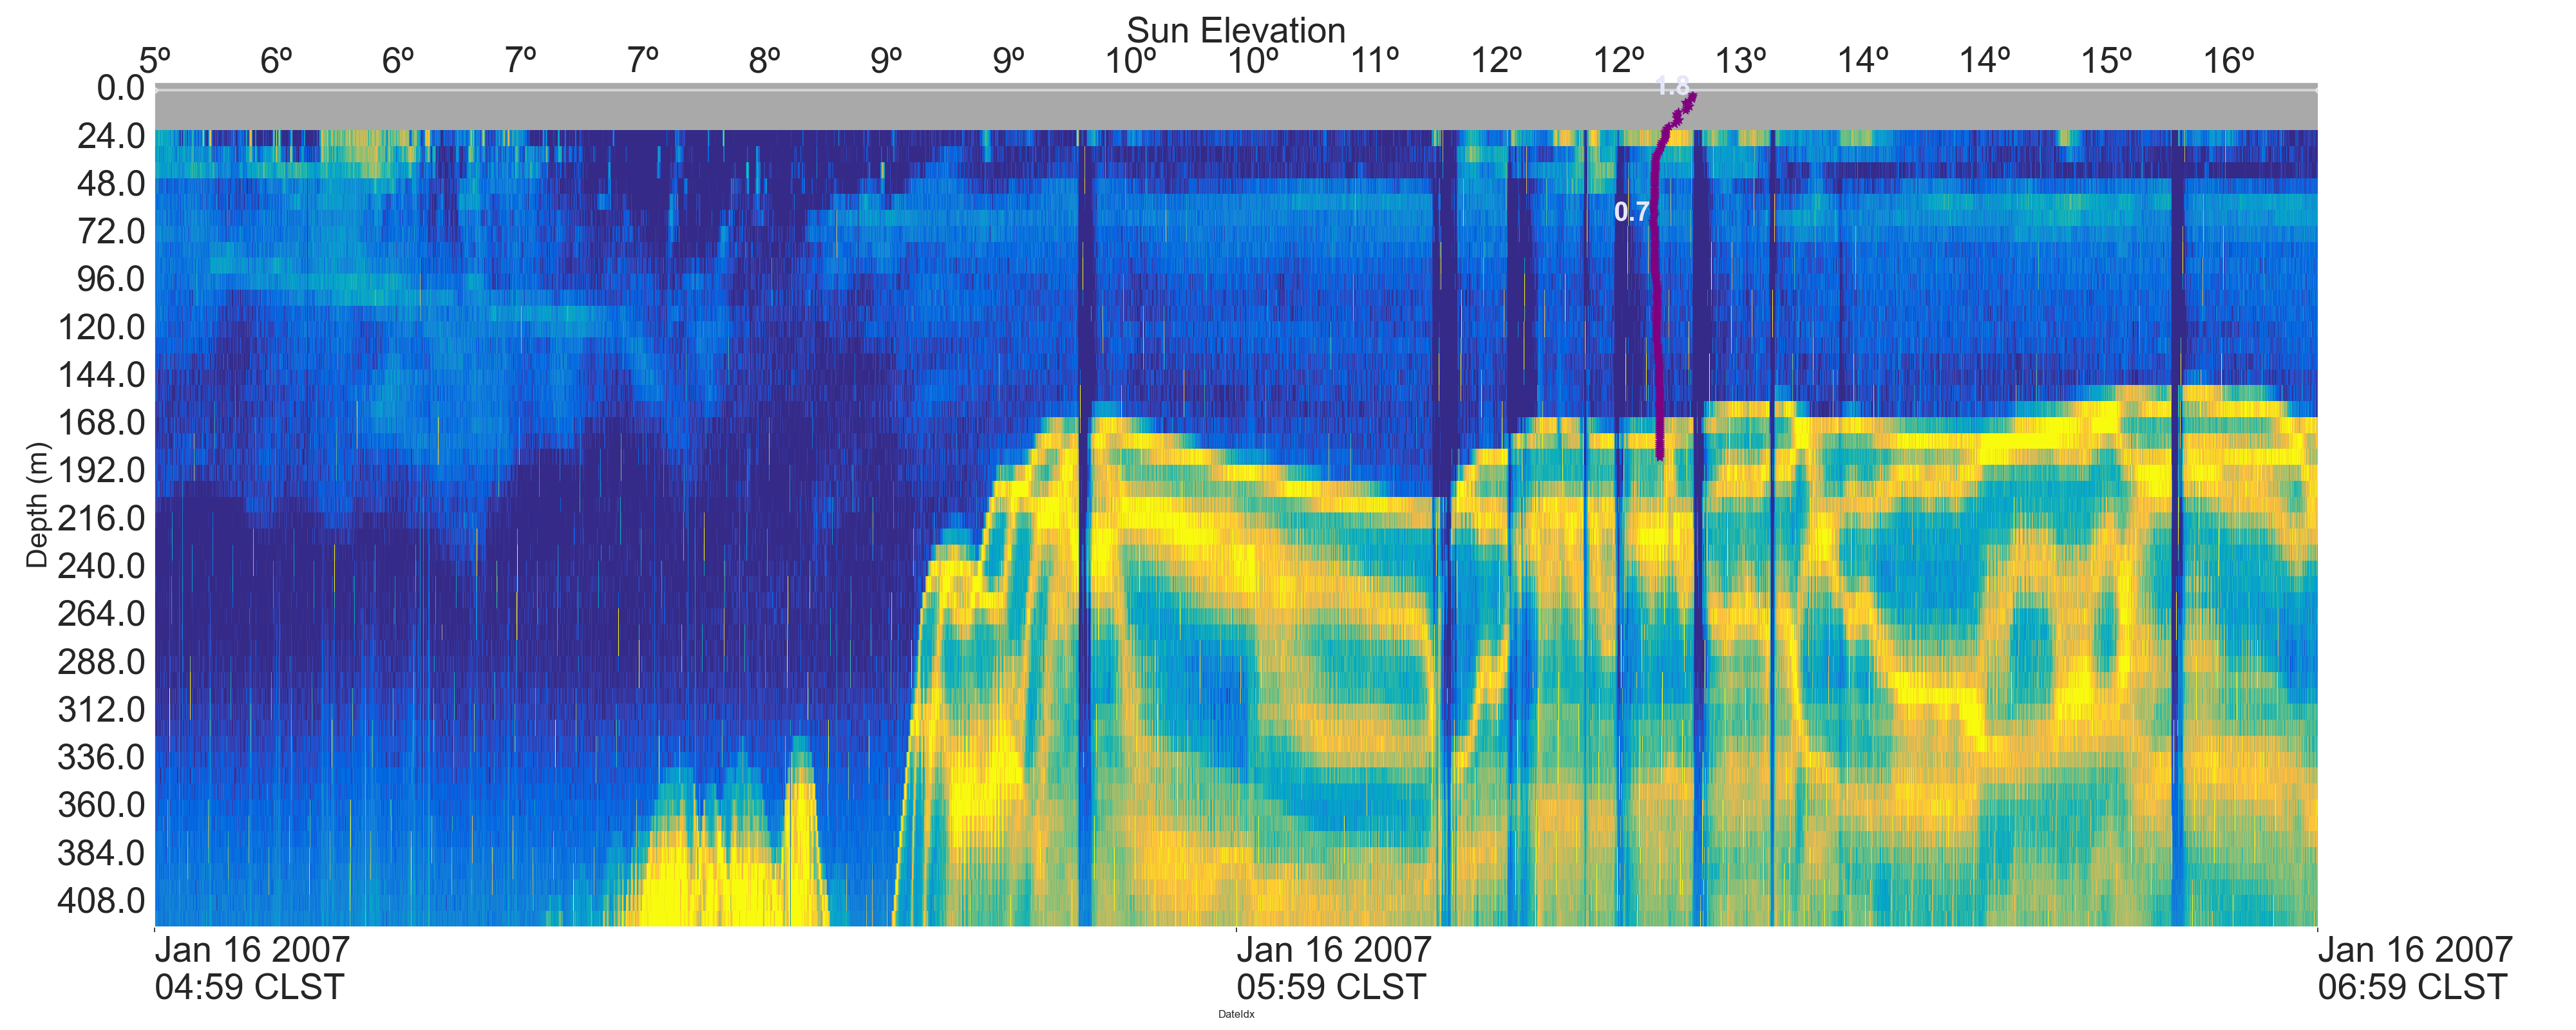 Sun Elevation
5º 6º 6º 7º 7º 8º 9º 9º 10º 10º 11º 12º 12º 13º 14º 14º 15º 16º
1.8
0.7
0.0
24.0
48.0
72.0
96.0
120.0
144.0
168.0
192.0
216.0
240.0
264.0
288.0
312.0
336.0
360.0
384.0
408.0
Depth (m)
Jan 16 2007
04:59 CLST
Jan 16 2007
05:59 CLST
Jan 16 2007
06:59 CLST
DateIdx